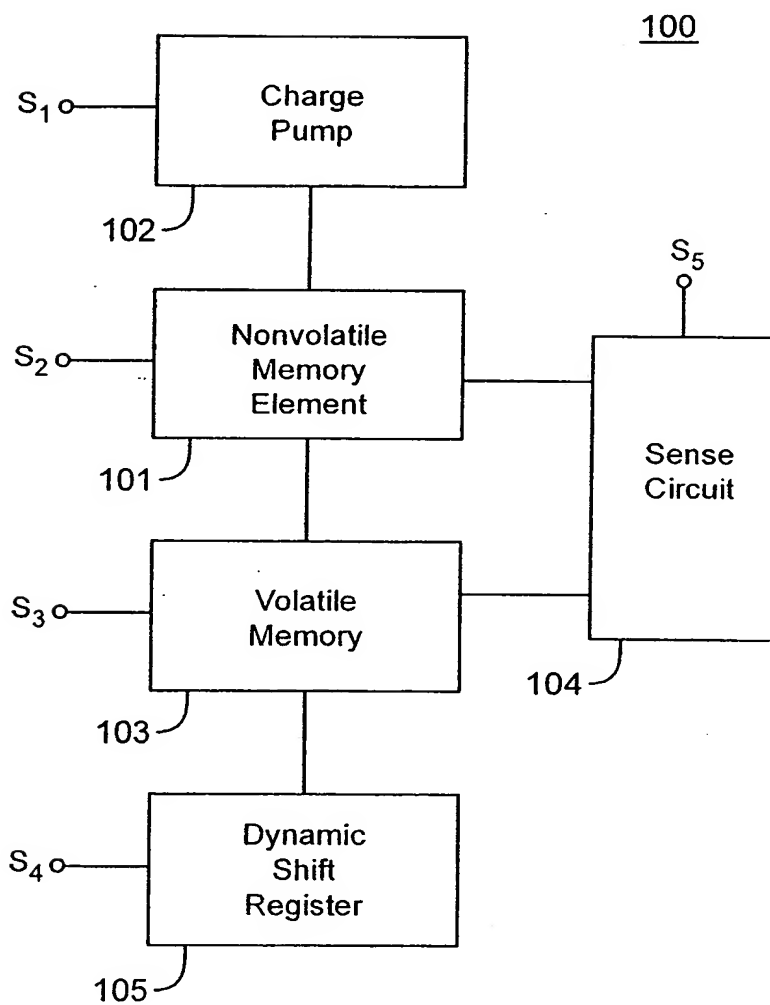 100
S1
Charge
Pump
102
S5
S2
Nonvolatile
Memory
Element
101
Sense
Circuit
S3
Volatile
Memory
104
103
S4
Dynamic
Shift
Register
105